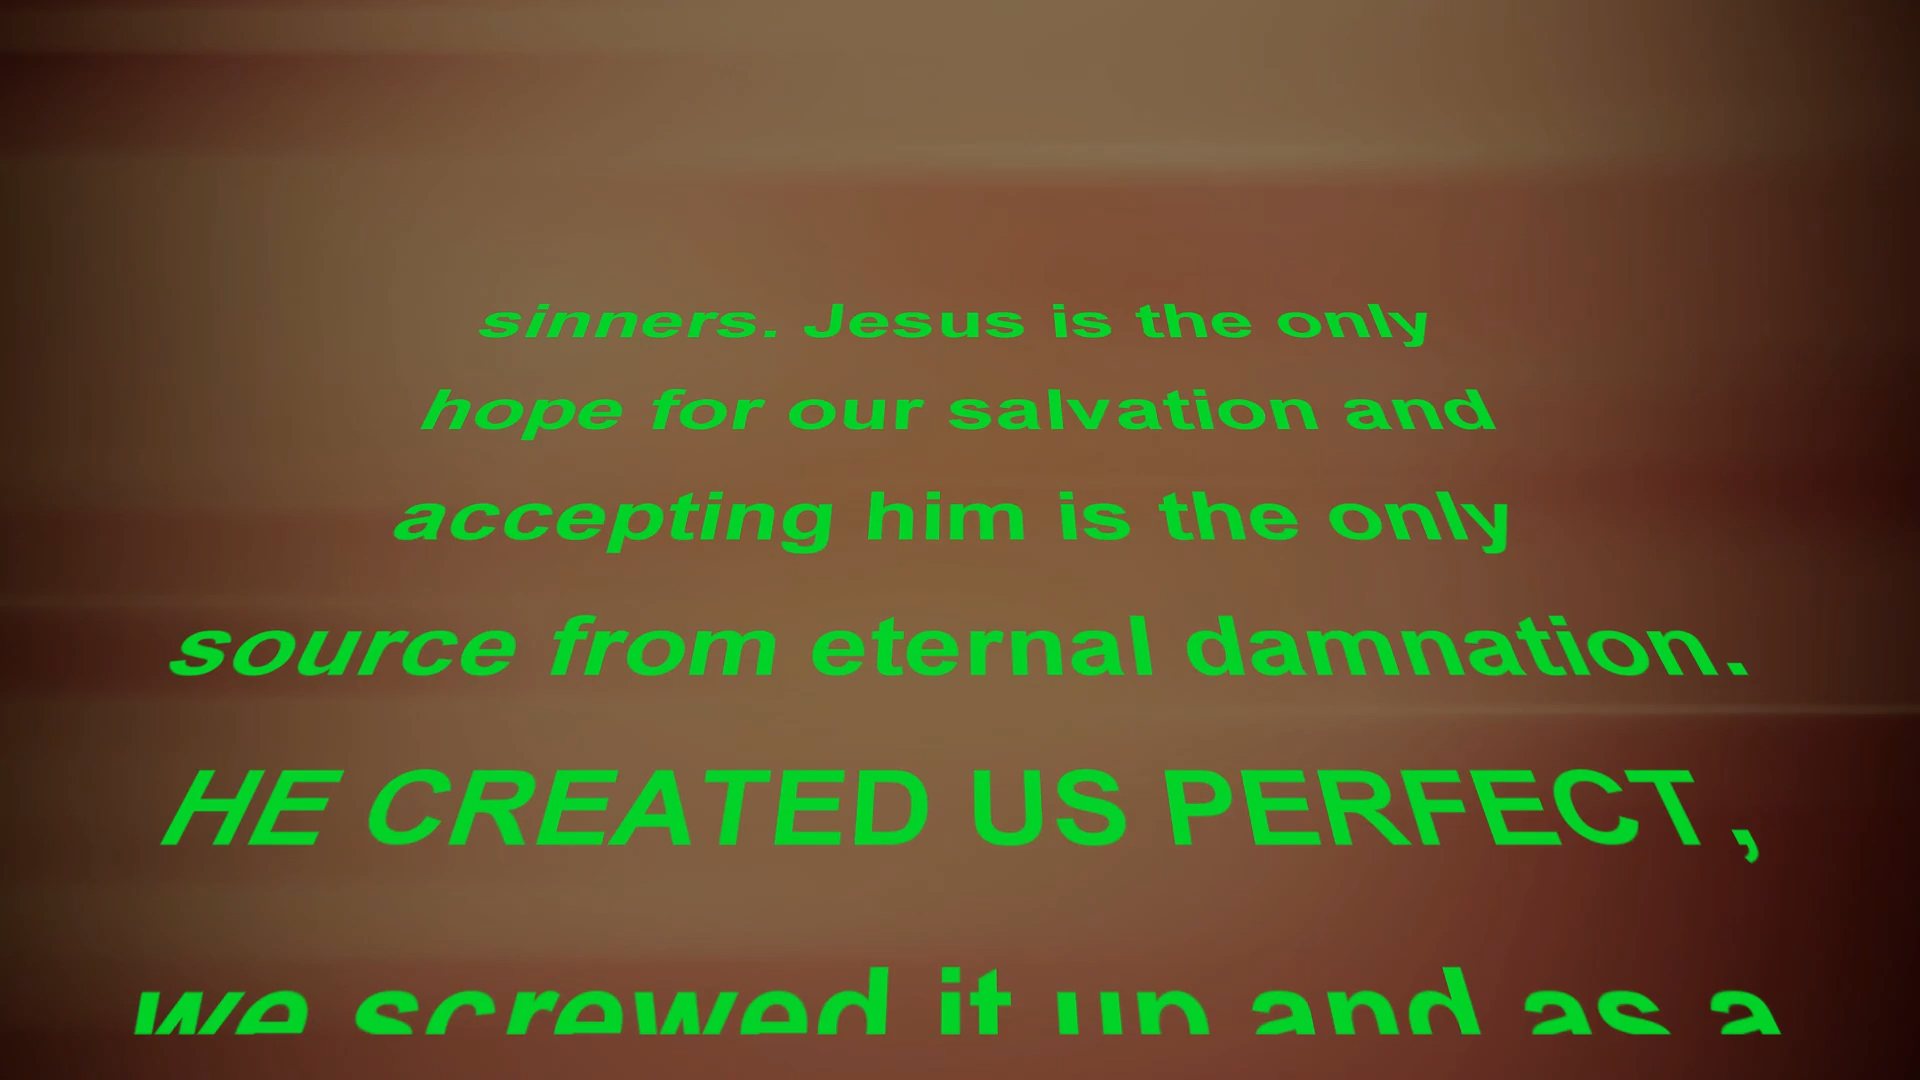 sinners. Jesus is the only
hope for our salvation and
accepting him is the only
source from eternal damnation.
HE CREATED US PERFECT,
we screwed it up and as a